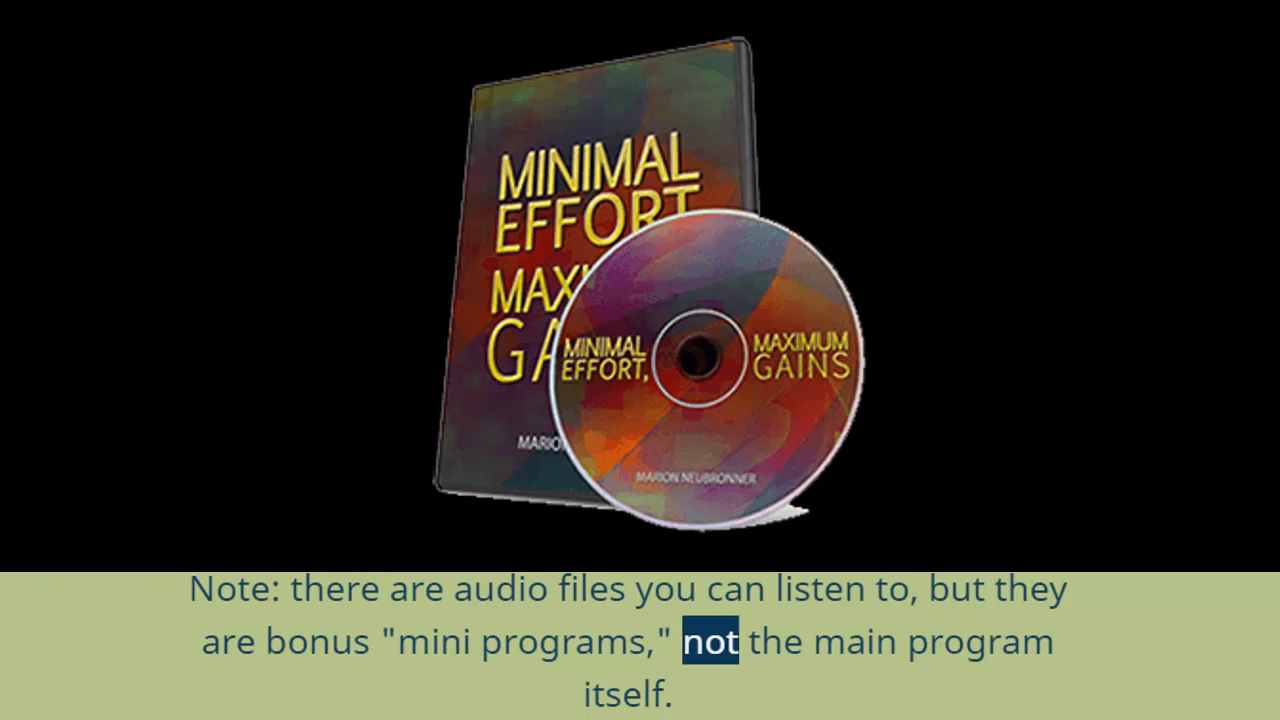 MINIMAL
EFFORT
MAXI
GA
MARIO
MINIMAL
EFFORT,
MAXIMUM
GAINS
MARION NEUBRONNER
Note: there are audio files you can listen to, but they
are bonus "mini programs," not the main program
itself.